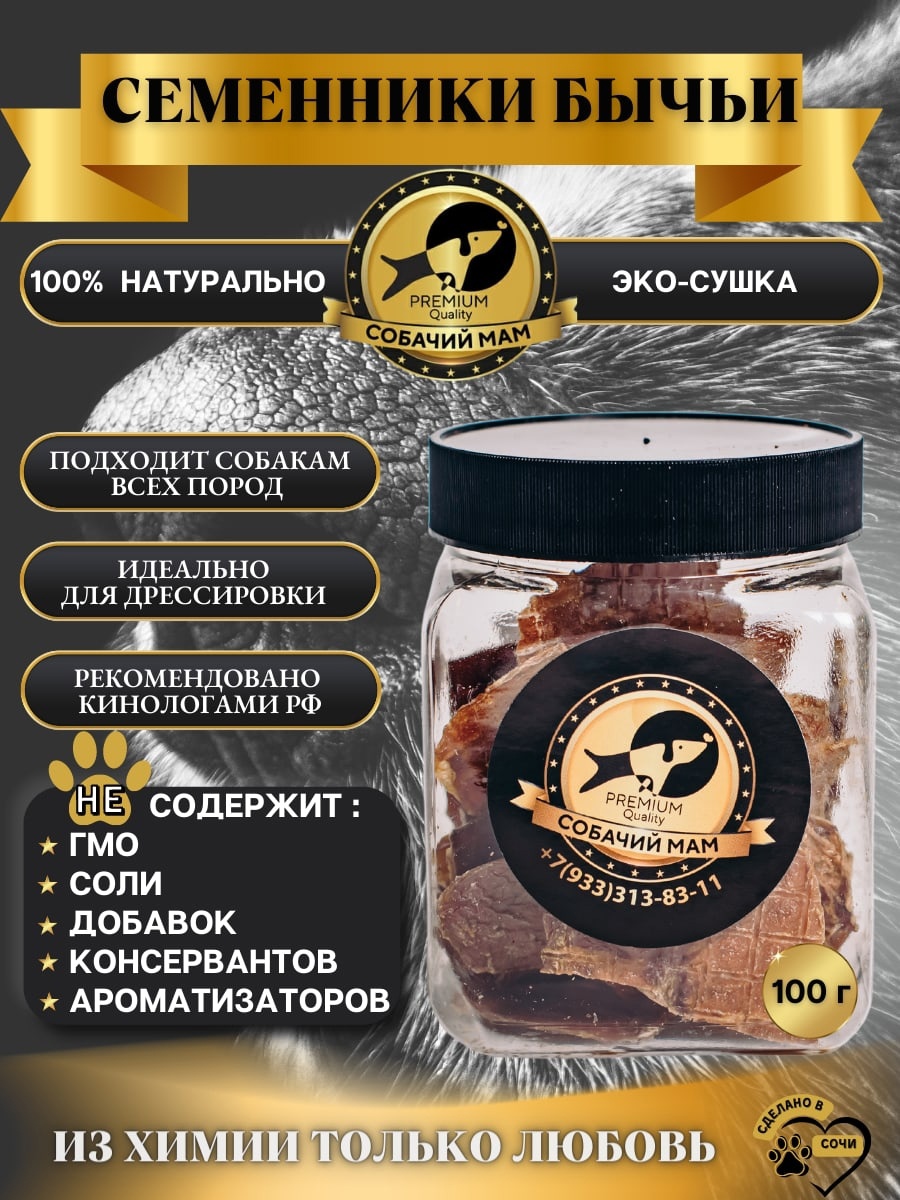 СЕМЕННИКИ БЫЧЬИ
100% НАТУРАЛЬНО
PREMIUM
Quality
СОБАЧИЙ МАМ
ЭКО-СУШКА
ПОДХОДИТ СОБАКАМ
ВСЕХ ПОРОД
ИДЕАЛЬНО
ДЛЯ ДРЕССИРОВКИ
РЕКОМЕНДОВАНО
КИНОЛОГАМИ РФ
НЕ СОДЕРЖИТ :
ГМО
СОЛИ
ДОБАВОК
КОНСЕРВАНТОВ
АРОМАТИЗАТОРОВ
PREMIUM
Quality
СОБАЧИЙ МАМ
+7(933)313-83-11
100 г
ИЗ ХИМИИ ТОЛЬКО ЛЮБОВЬ
СДЕЛАНО В
СОЧИ